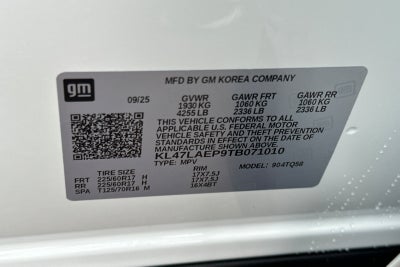 gm
MFD BY GM KOREA COMPANY
09/25 GVWR GAWR FRT GAWR RR
1930 KG 1060 KG 1060 KG
4255 LB 2336 LB 2336 LB
THIS VEHICLE CONFORMS TO ALL
APPLICABLE U.S. FEDERAL MOTOR
VEHICLE SAFETY AND THEFT PREVENTION
STANDARDS IN EFFECT ON THE DATE OF
MANUFACTURE SHOWN ABOVE.
KL47LAEP9TB071010
TYPE: MPV MODEL: 904TQ58
TIRE SIZE RIM
FRT 225/60R17 H 17X7.5J
RR 225/60R17 H 17X7.5J
SPA T125/70R16 M 16X4BT